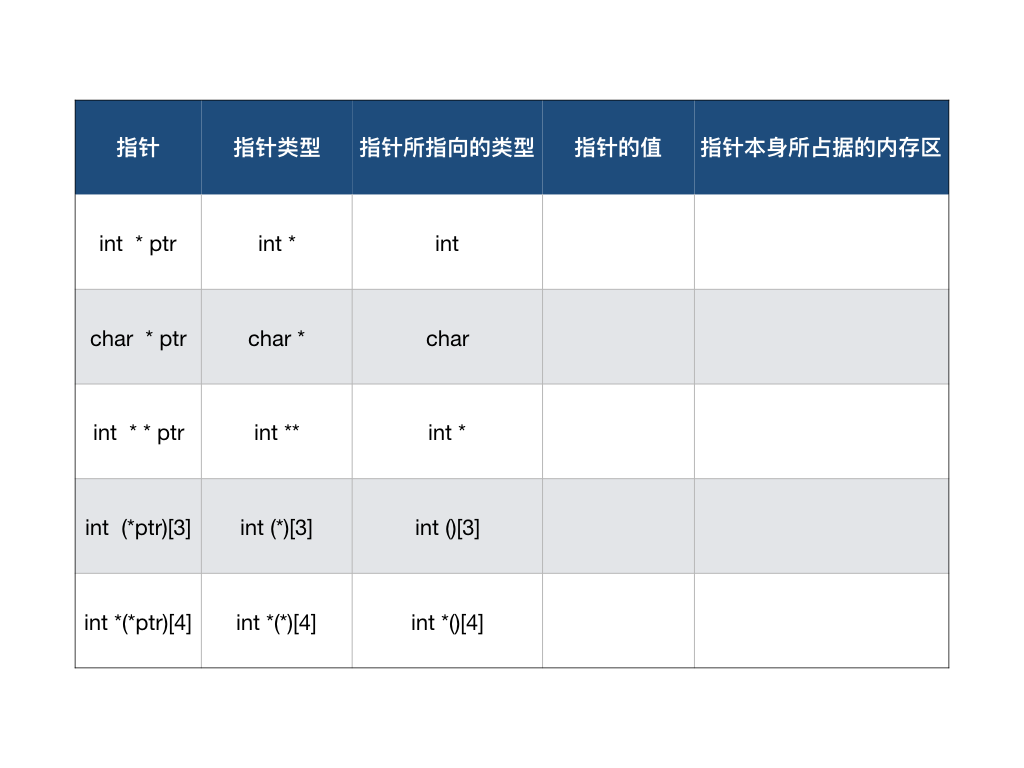 指针 指针类型 指针所指向的类型 指针的值 指针本身所占据的内存区
int * ptr int * int
char * ptr char * char
int * * ptr int ** int *
int (*ptr)[3] int (*)[3] int ()[3]
int *(*ptr)[4] int *(*)[4] int *()[4]